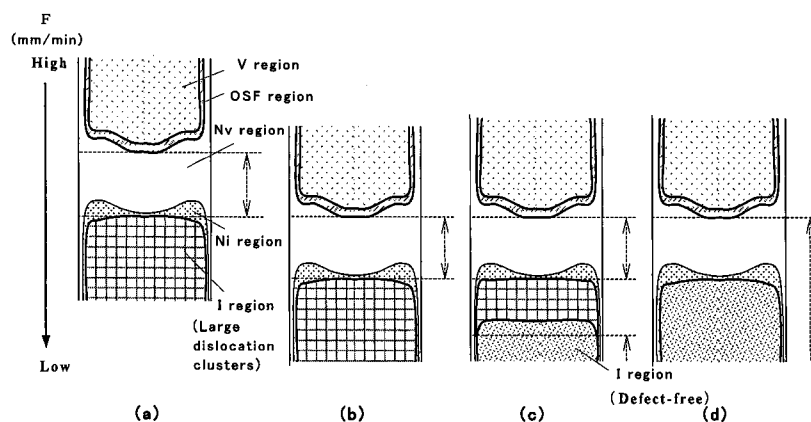 F
(mm/min)
High
Low
V region
OSF region
Nv region
Ni region
I region
(Large
dislocation
clusters)
I region
(Defect-free)
(a)
(b)
(c)
(d)